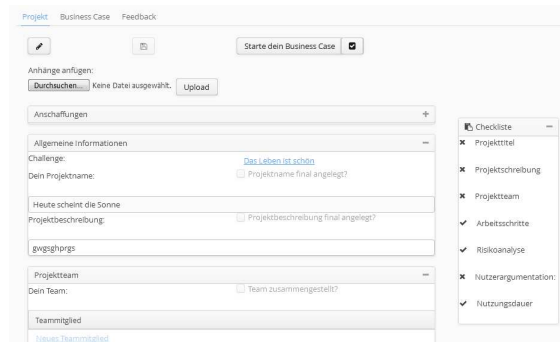 Projekt Business Case Feedback
Starte dein Business Case
Anhänge anfügen:
Durchsuchen... Keine Datei ausgewählt. Upload
Anschaffungen
Allgemeine Informationen
Challenge: Das Leben ist schön
Dein Projektname: Projektname final angelegt?
Heute scheint die Sonne
Projektbeschreibung: Projektbeschreibung final angelegt?
gwgsghprgs
Projektteam
Dein Team: Team zusammengestellt?
Teammitglied
Neues Teammitglied
Checkliste
Projekttitel
Projektschreibung
Projektteam
Arbeitsschritte
Risikoanalyse
Nutzerargumentation:
Nutzungsdauer